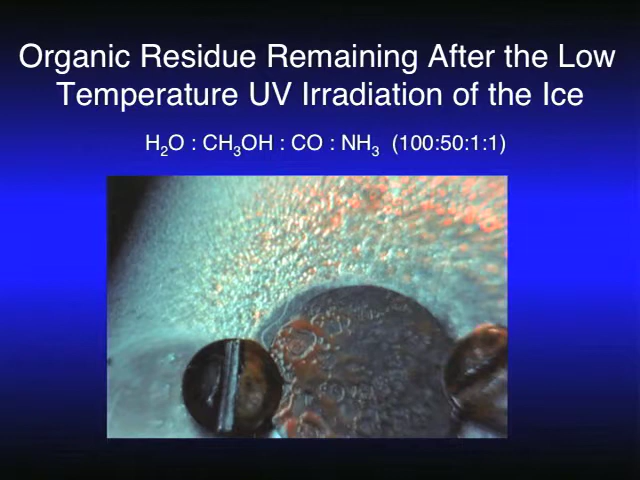 Organic Residue Remaining After the Low
Temperature UV Irradiation of the Ice
H₂O : CH₃OH : CO : NH₃ (100:50:1:1)